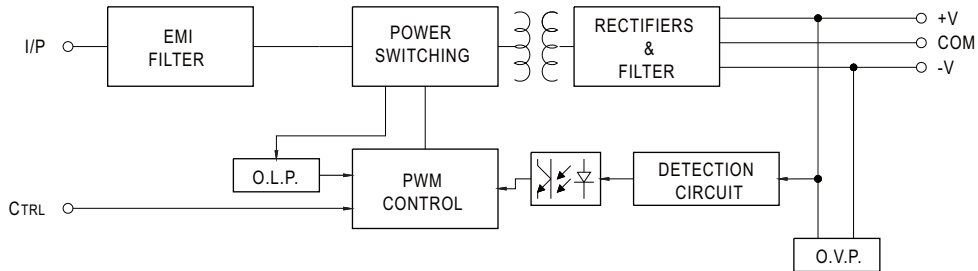 I/P
EMI
FILTER
POWER
SWITCHING
RECTIFIERS
&
FILTER
+V
COM
-V
O.L.P.
PWM
CONTROL
DETECTION
CIRCUIT
CTRL
O.V.P.